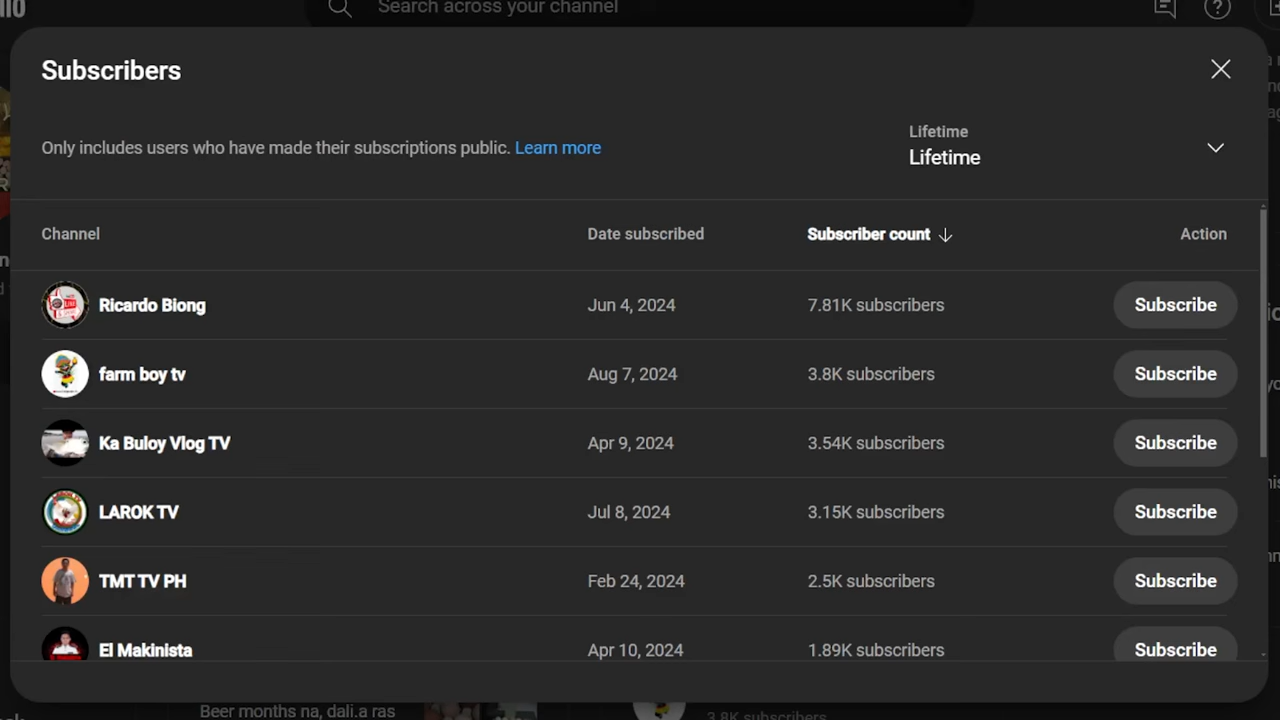 Search across your channel
Subscribers
Only includes users who have made their subscriptions public. Learn more
Lifetime
Lifetime
Channel Date subscribed Subscriber count Action
Ricardo Biong Jun 4, 2024 7.81K subscribers Subscribe
farm boy tv Aug 7, 2024 3.8K subscribers Subscribe
Ka Buloy Vlog TV Apr 9, 2024 3.54K subscribers Subscribe
LAROK TV Jul 8, 2024 3.15K subscribers Subscribe
TMT TV PH Feb 24, 2024 2.5K subscribers Subscribe
El Makinista Apr 10, 2024 1.89K subscribers Subscribe
Beer months na, dali.a ras 3.8K subscribers